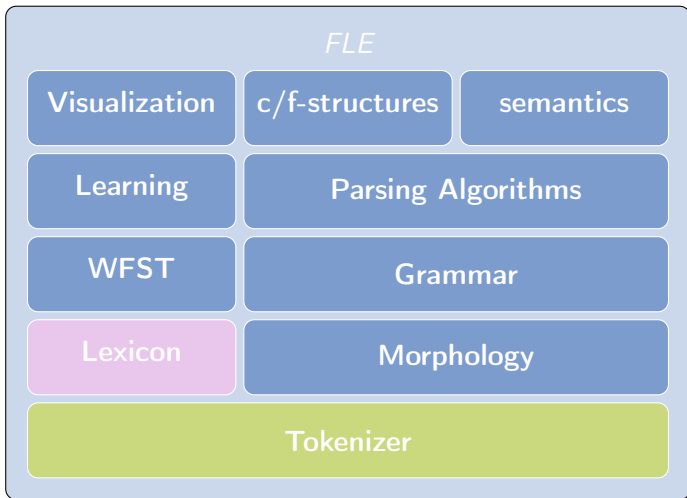 FLE
Visualization c/f-structures semantics
Learning Parsing Algorithms
WFST Grammar
Lexicon Morphology
Tokenizer